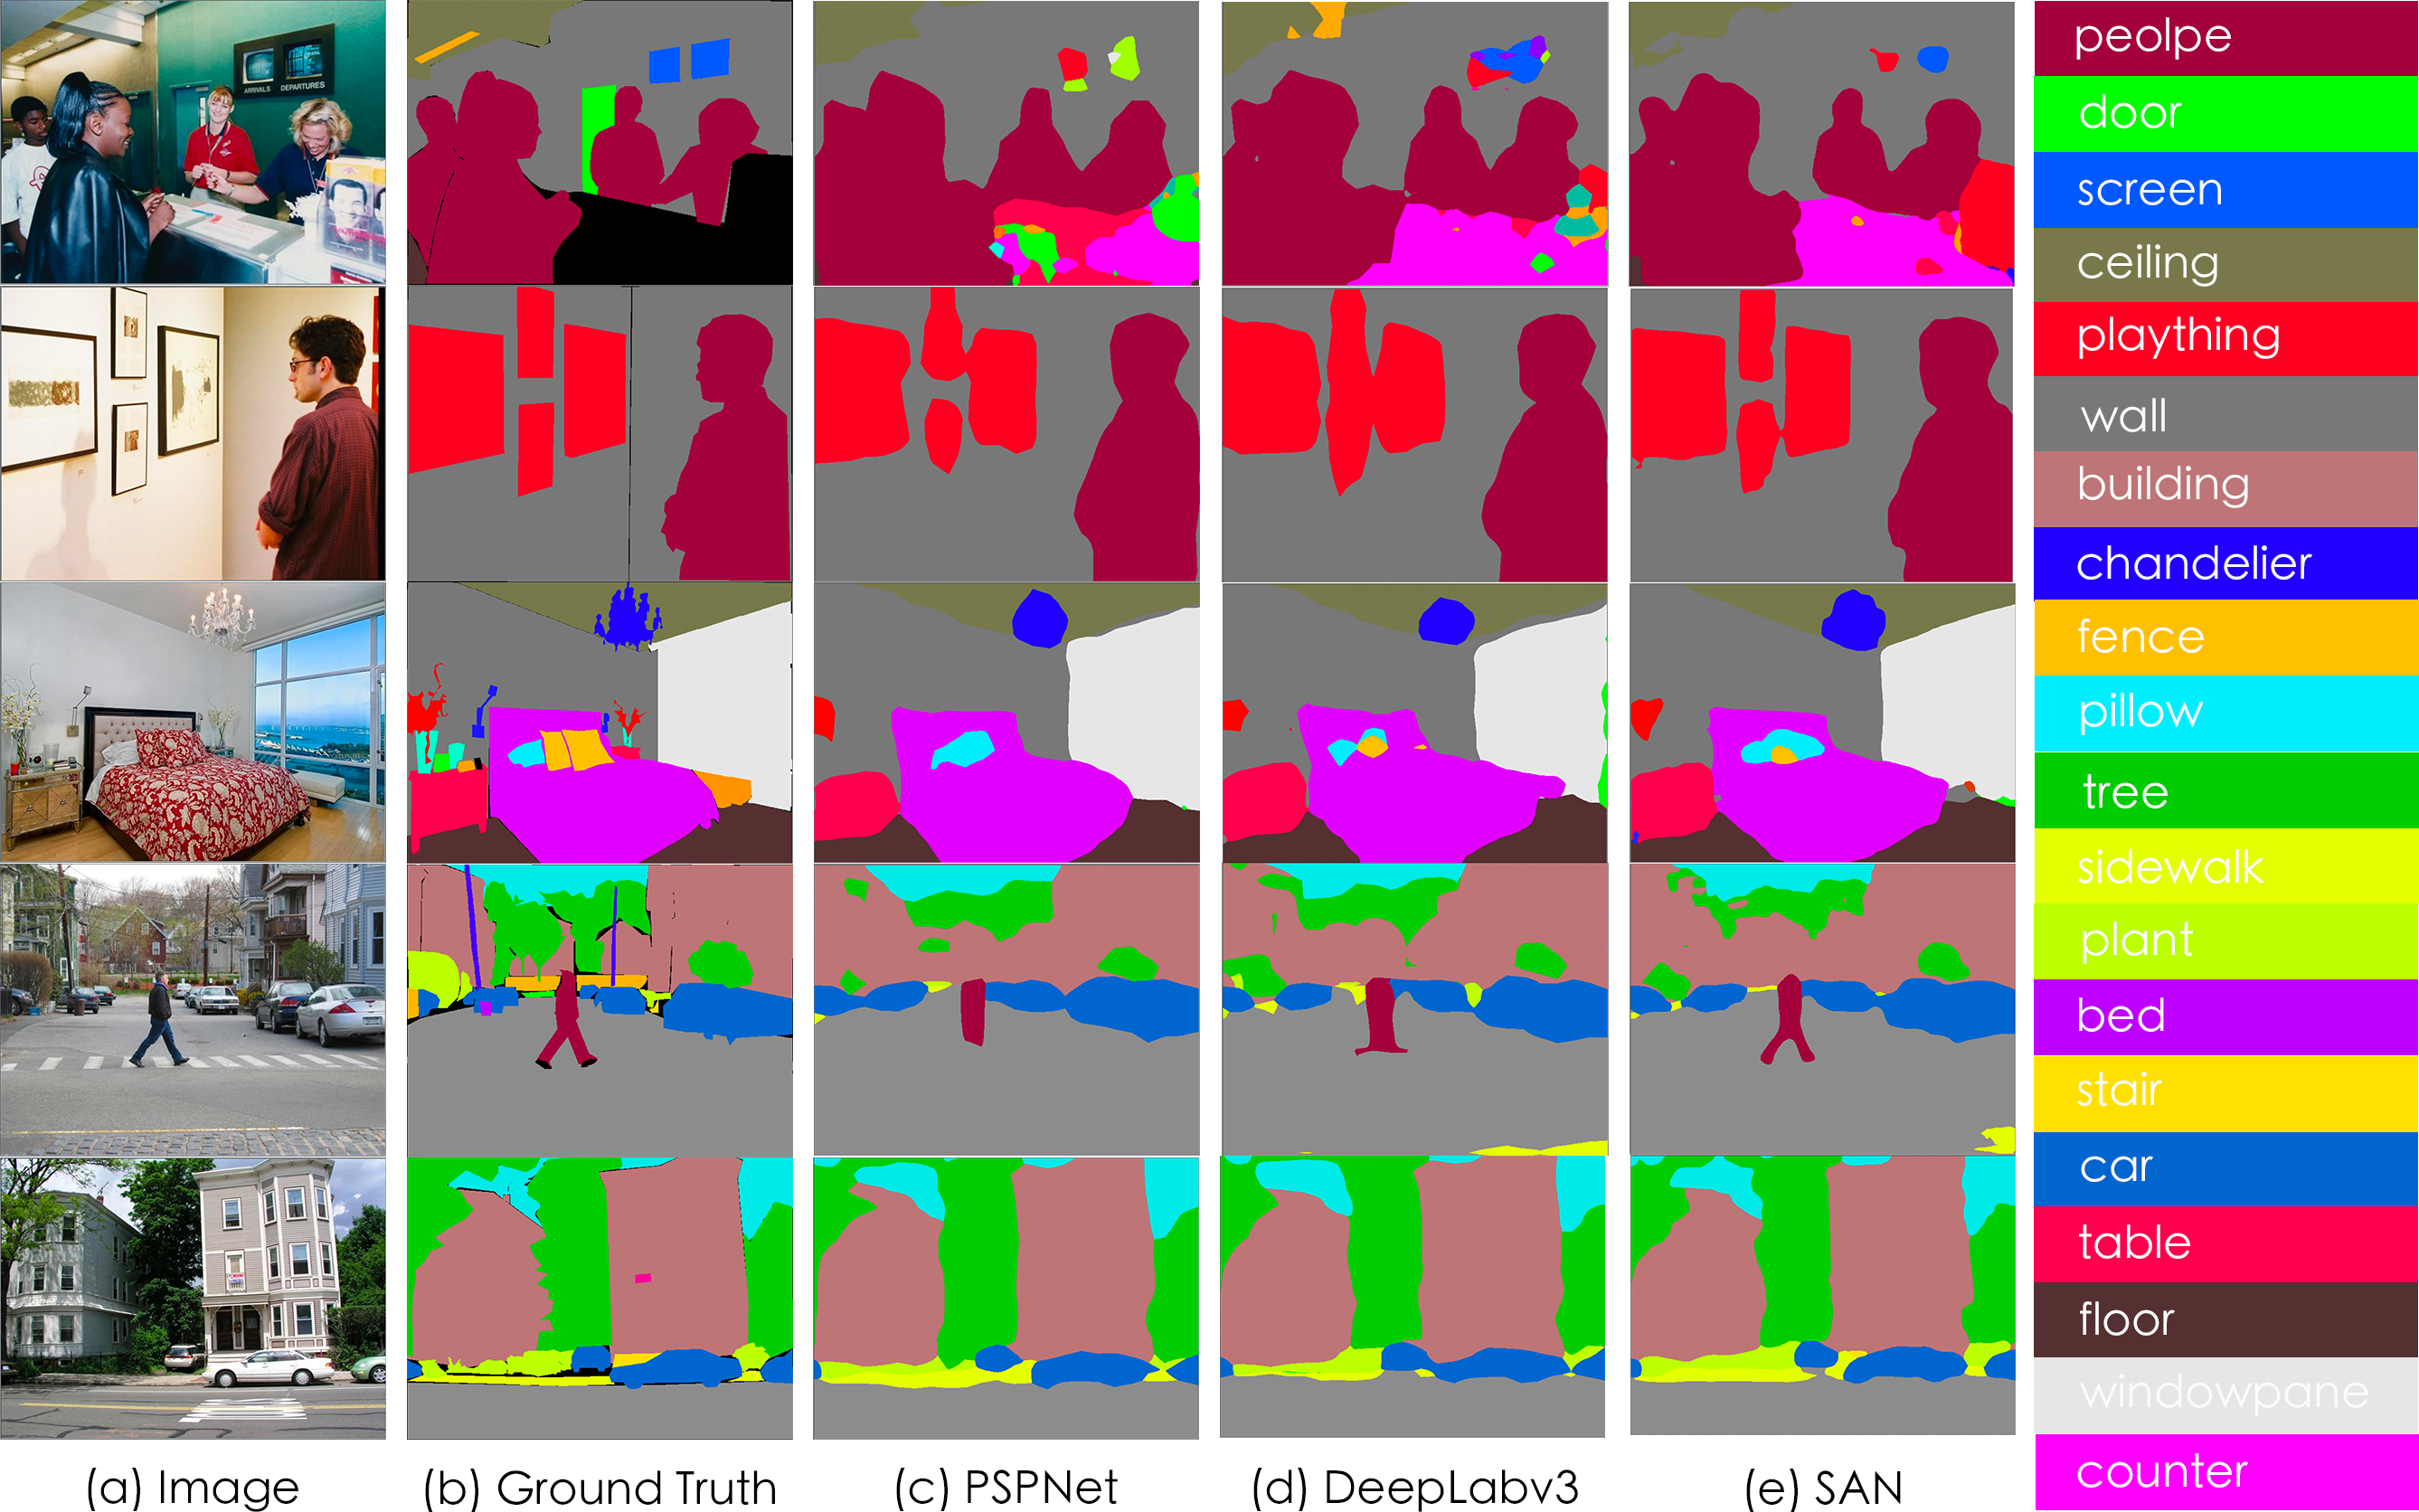 ARRIVALS DEPARTURES
peolpe
door
screen
ceiling
plaything
wall
building
chandelier
fence
pillow
tree
sidewalk
plant
bed
stair
car
table
floor
windowpane
counter
(a) Image
(b) Ground Truth
(c) PSPNet
(d) DeepLabv3
(e) SAN